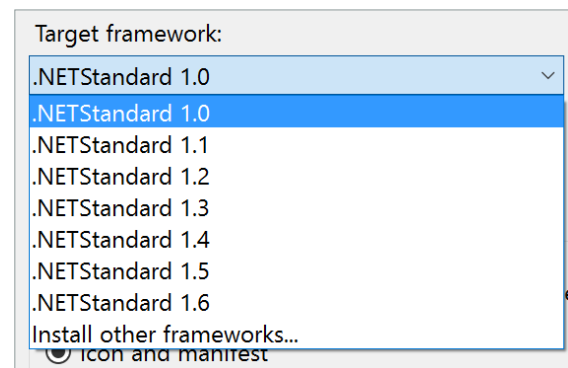 Target framework:
.NETStandard 1.0
.NETStandard 1.0
.NETStandard 1.1
.NETStandard 1.2
.NETStandard 1.3
.NETStandard 1.4
.NETStandard 1.5
.NETStandard 1.6
Install other frameworks...
Icon and manifest